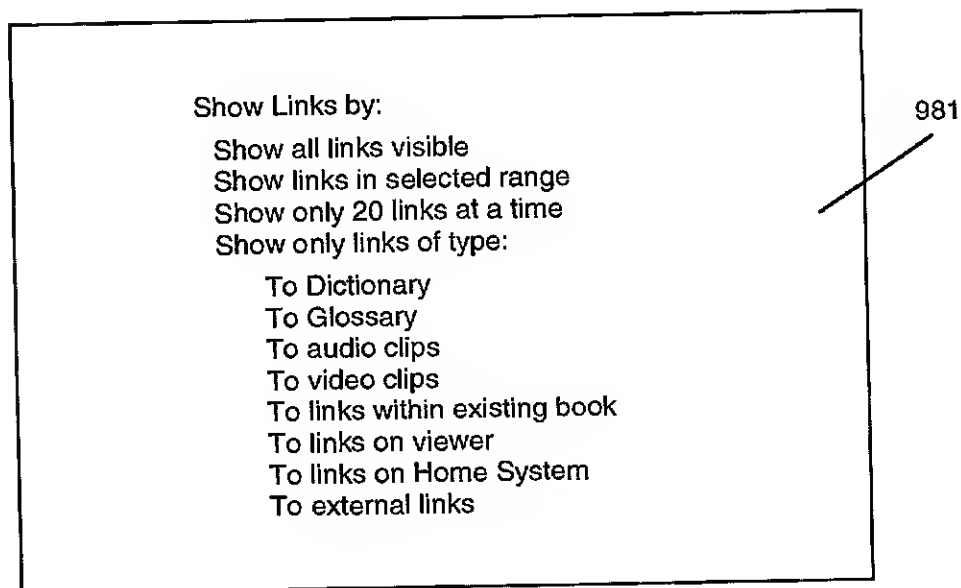 Show Links by:
981
Show all links visible
Show links in selected range
Show only 20 links at a time
Show only links of type:
To Dictionary
To Glossary
To audio clips
To video clips
To links within existing book
To links on viewer
To links on Home System
To external links